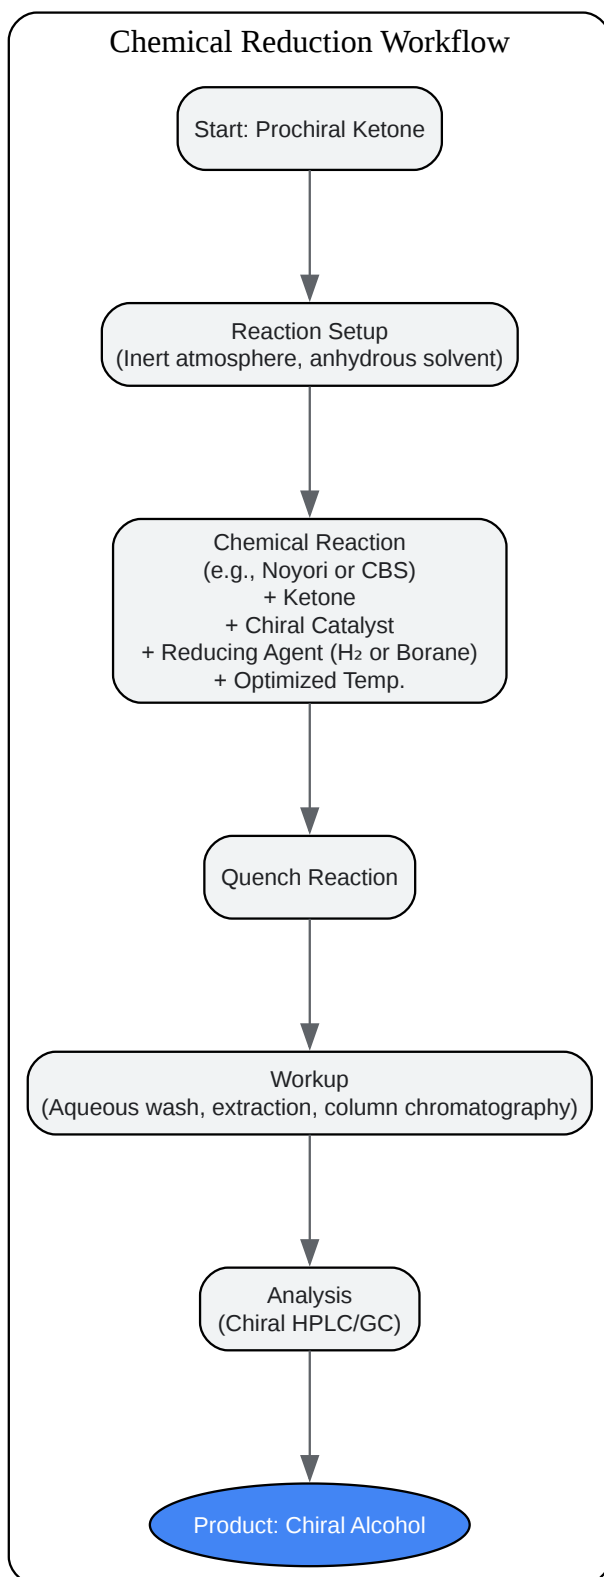 Chemical Reduction Workflow
Start: Prochiral Ketone
Reaction Setup
(Inert atmosphere, anhydrous solvent)
Chemical Reaction
(e.g., Noyori or CBS)
+ Ketone
+ Chiral Catalyst
+ Reducing Agent (H₂ or Borane)
+ Optimized Temp.
Quench Reaction
Workup
(Aqueous wash, extraction, column chromatography)
Analysis
(Chiral HPLC/GC)
Product: Chiral Alcohol